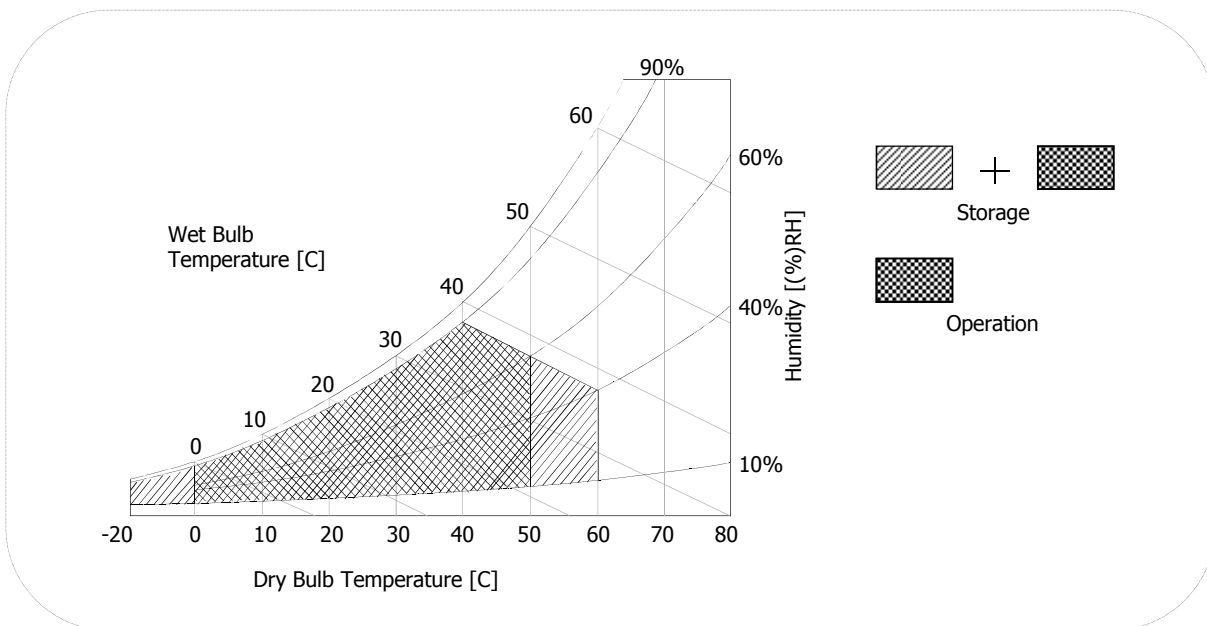 90%
60
60%
50
Wet Bulb
Temperature [C]
40
30
20
10
0
40%
10%
Humidity [(%)RH]
-20 0 10 20 30 40 50 60 70 80
Dry Bulb Temperature [C]
+
Storage
Operation